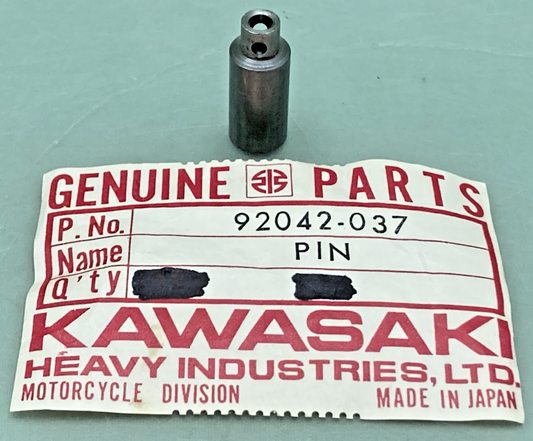 GENUINE PARTS
P. No. 92042-037
Name PIN
Q'ty
KAWASAKI
HEAVY INDUSTRIES, LTD.
MOTORCYCLE DIVISION MADE IN JAPAN